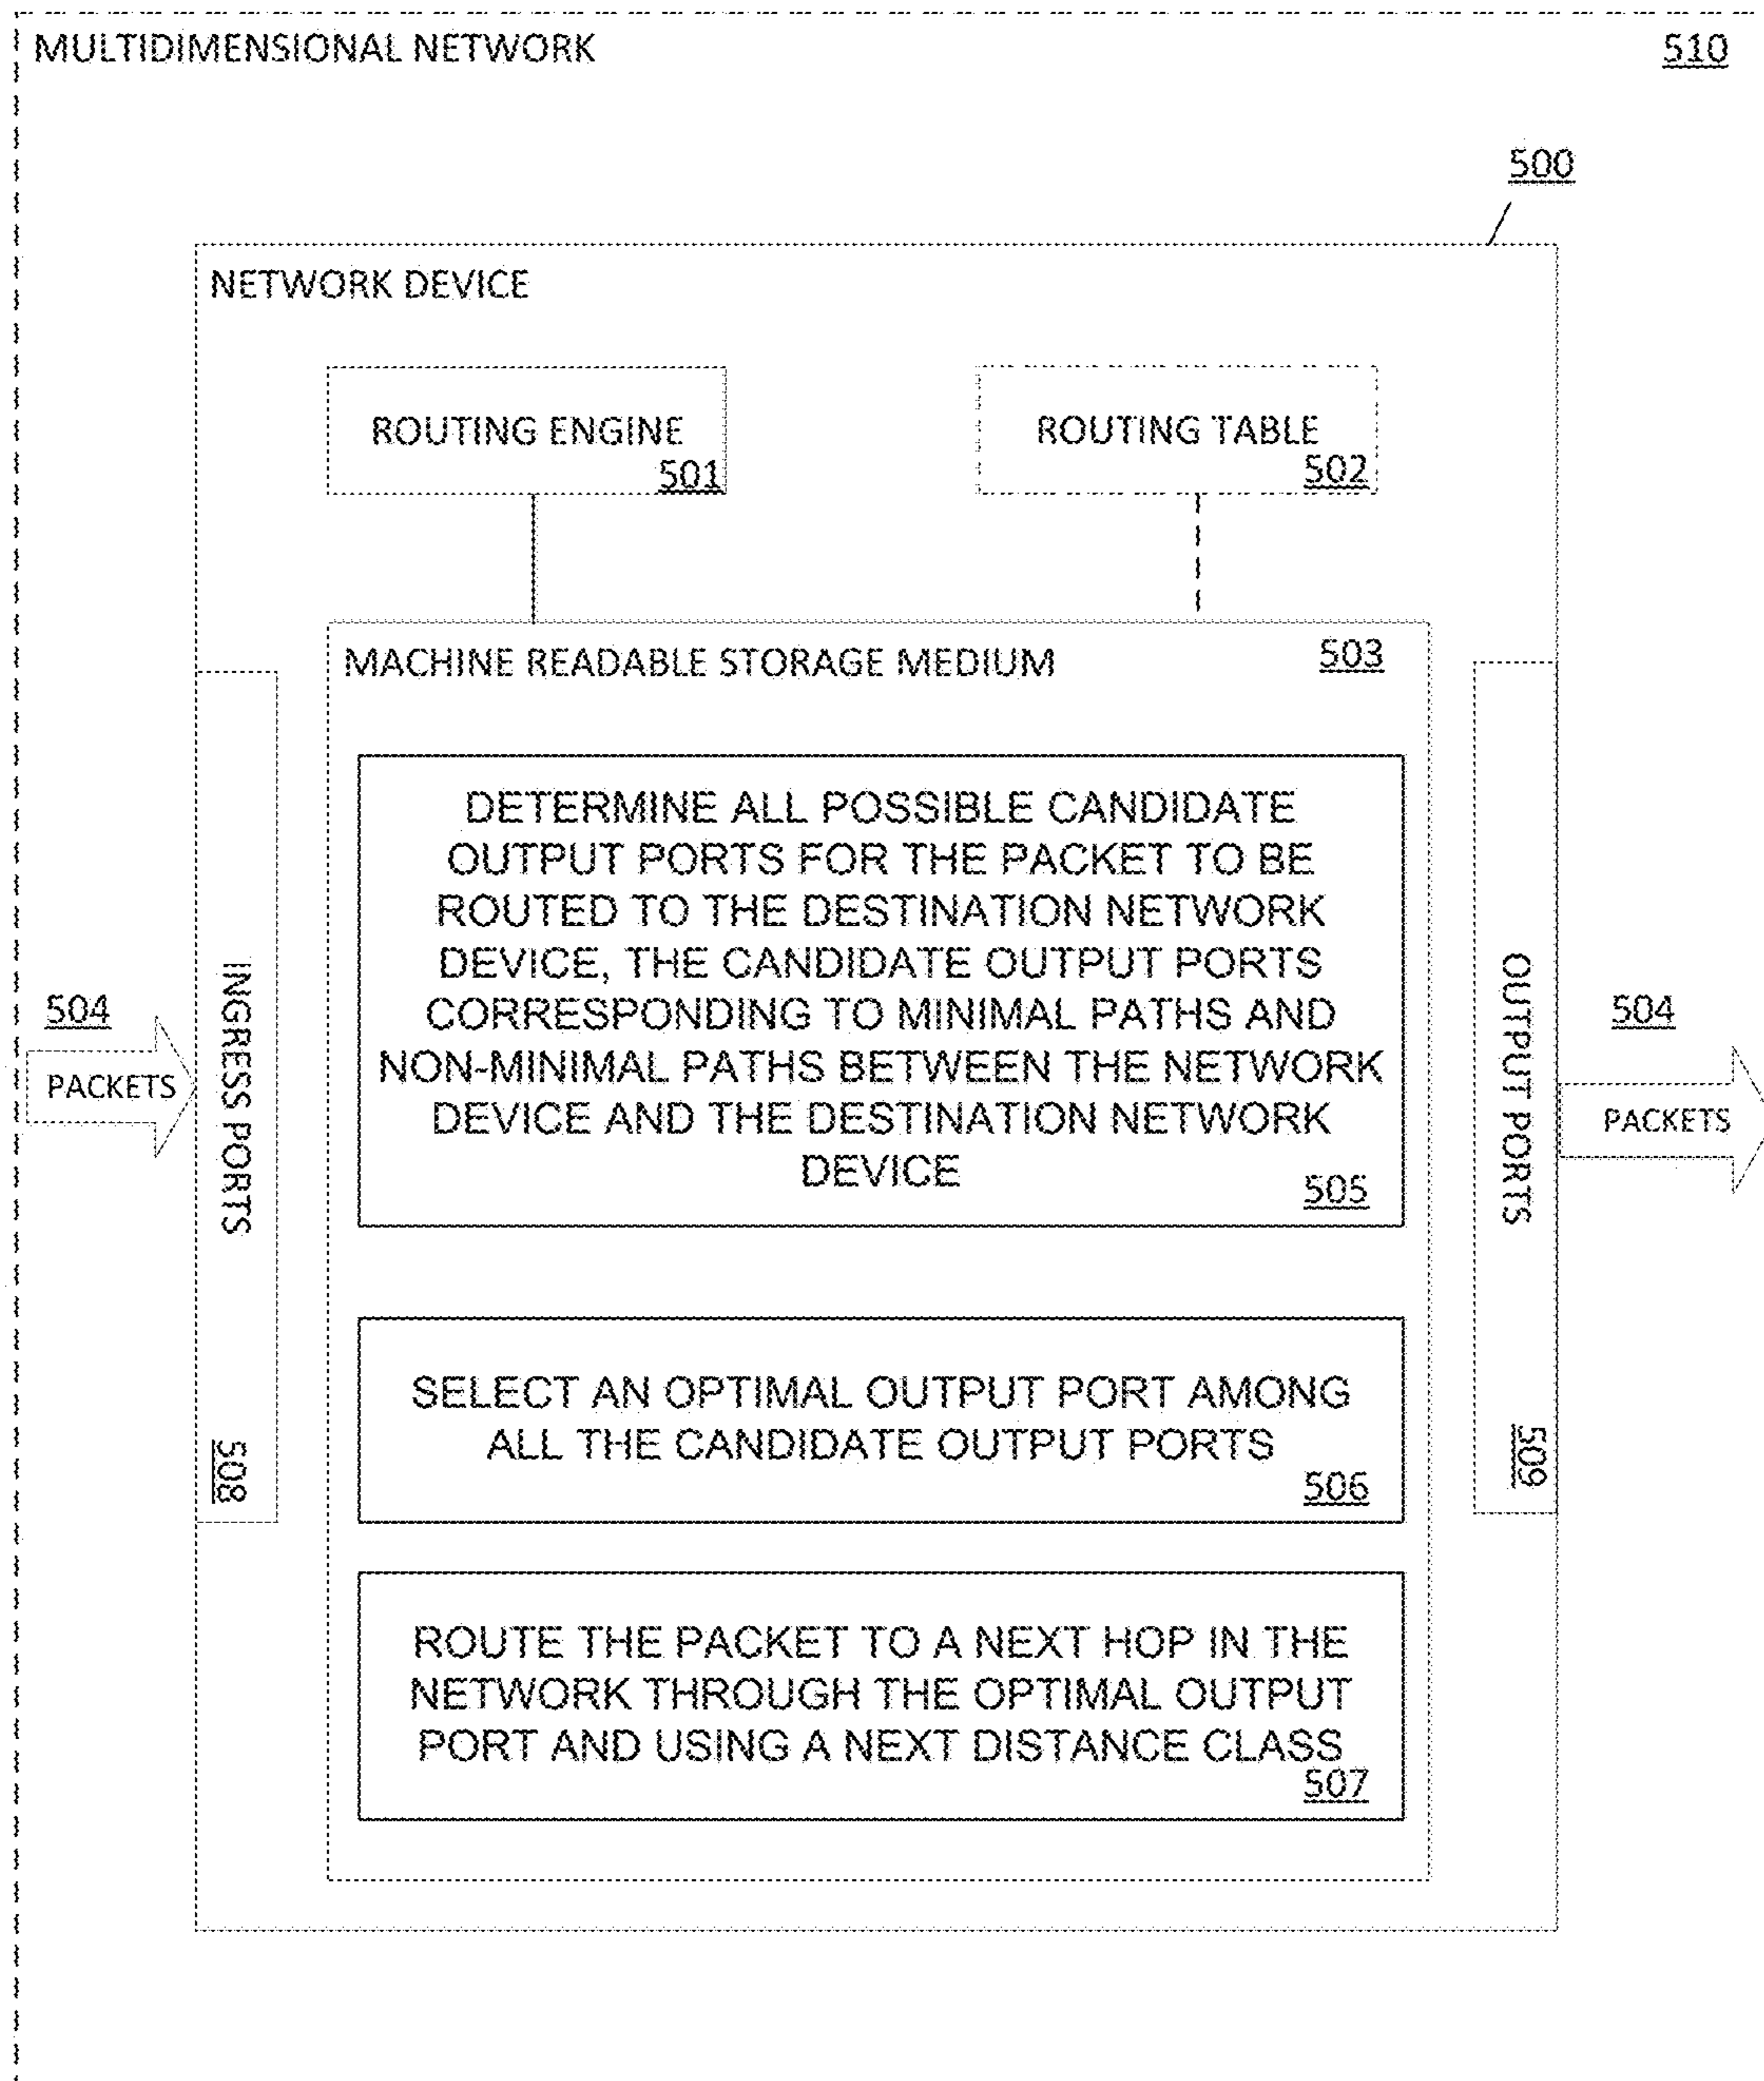 MULTIDIMENSIONAL NETWORK
510
500
NETWORK DEVICE
ROUTING ENGINE
501
ROUTING TABLE
502
MACHINE READABLE STORAGE MEDIUM
503
DETERMINE ALL POSSIBLE CANDIDATE
OUTPUT PORTS FOR THE PACKET TO BE
ROUTED TO THE DESTINATION NETWORK
DEVICE, THE CANDIDATE OUTPUT PORTS
CORRESPONDING TO MINIMAL PATHS AND
NON-MINIMAL PATHS BETWEEN THE NETWORK
DEVICE AND THE DESTINATION NETWORK
DEVICE
505
504
PACKETS
INGRESS PORTS
508
OUTPUT PORTS
509
504
PACKETS
SELECT AN OPTIMAL OUTPUT PORT AMONG
ALL THE CANDIDATE OUTPUT PORTS
506
ROUTE THE PACKET TO A NEXT HOP IN THE
NETWORK THROUGH THE OPTIMAL OUTPUT
PORT AND USING A NEXT DISTANCE CLASS
507